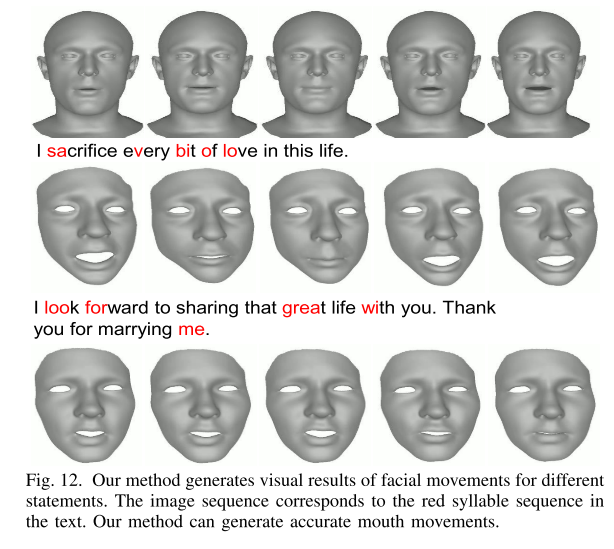 I sacrifice every bit of love in this life.
I look forward to sharing that great life with you. Thank
you for marrying me.
Fig. 12. Our method generates visual results of facial movements for different
statements. The image sequence corresponds to the red syllable sequence in
the text. Our method can generate accurate mouth movements.